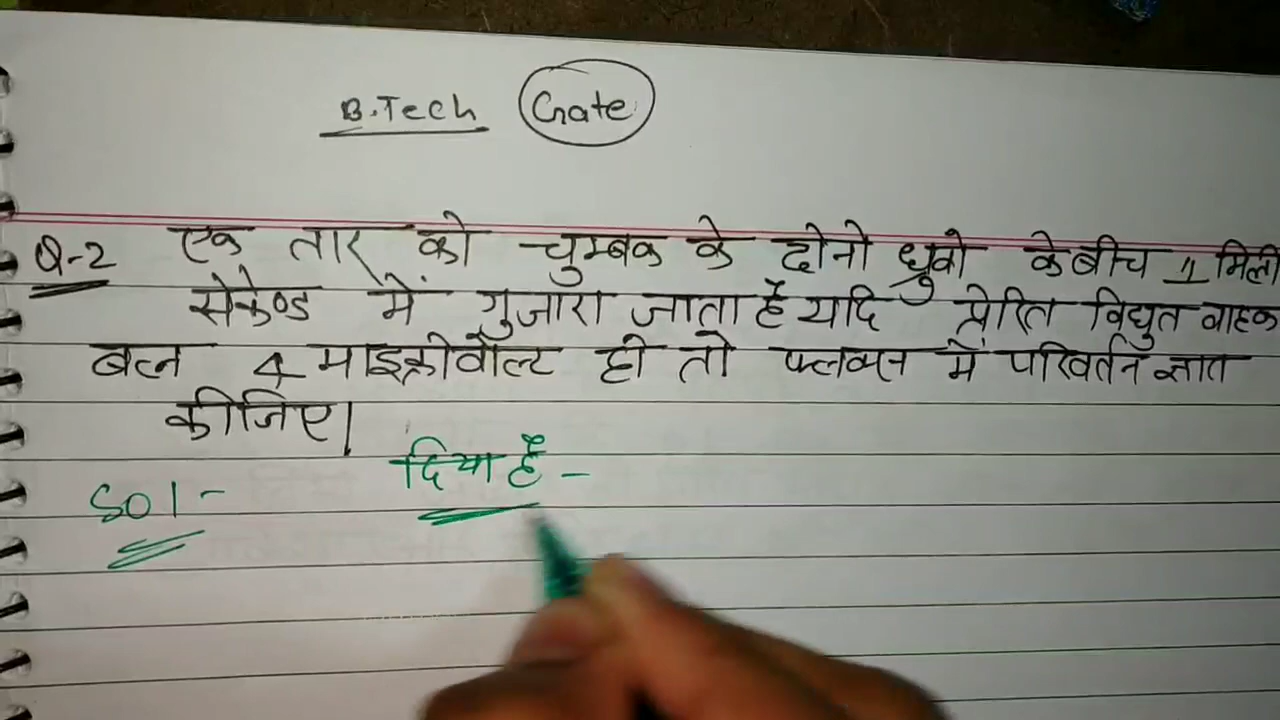 B.Tech Gate
Q-2 एक तार को चुम्बक के दोनो ध्रुवो के बीच 1 मिली
सेकेण्ड में गुजारा जाता है यदि प्रेरित विद्युत वाहक
बल 4 माइक्रोवोल्ट हो तो फ्लक्स में परिवर्तन ज्ञात
कीजिए।
दिया है -
Sol -